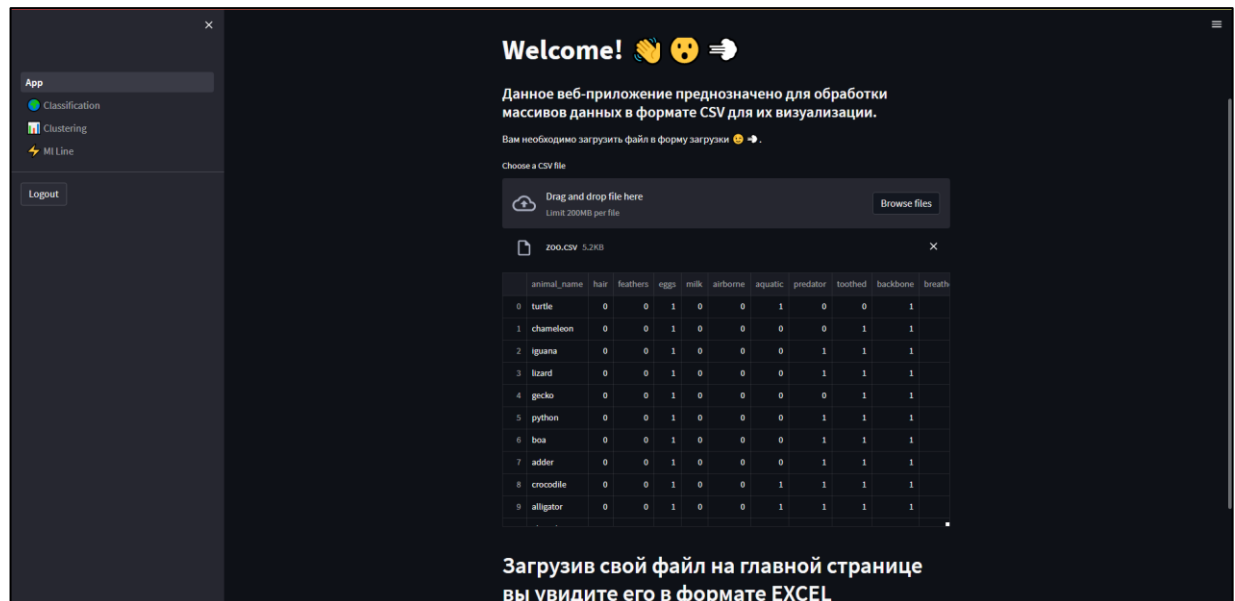 App
Classification
Clustering
Ml Line
Logout
Welcome! 👋 😮 💨
Данное веб-приложение преднозначено для обработки
массивов данных в формате CSV для их визуализации.
Вам необходимо загрузить файл в форму загрузки 😮‍💨 .
Choose a CSV file
Drag and drop file here
Limit 200MB per file
Browse files
zoo.csv 5.2KB
animal_name hair feathers eggs milk airborne aquatic predator toothed backbone breath
0 turtle 0 0 1 0 0 1 0 0 1
1 chameleon 0 0 1 0 0 0 0 1 1
2 iguana 0 0 1 0 0 0 1 1 1
3 lizard 0 0 1 0 0 0 1 1 1
4 gecko 0 0 1 0 0 0 0 1 1
5 python 0 0 1 0 0 0 1 1 1
6 boa 0 0 1 0 0 0 1 1 1
7 adder 0 0 1 0 0 0 1 1 1
8 crocodile 0 0 1 0 0 1 1 1 1
9 alligator 0 0 1 0 0 1 1 1 1
Загрузив свой файл на главной странице
вы увидите его в формате EXCEL